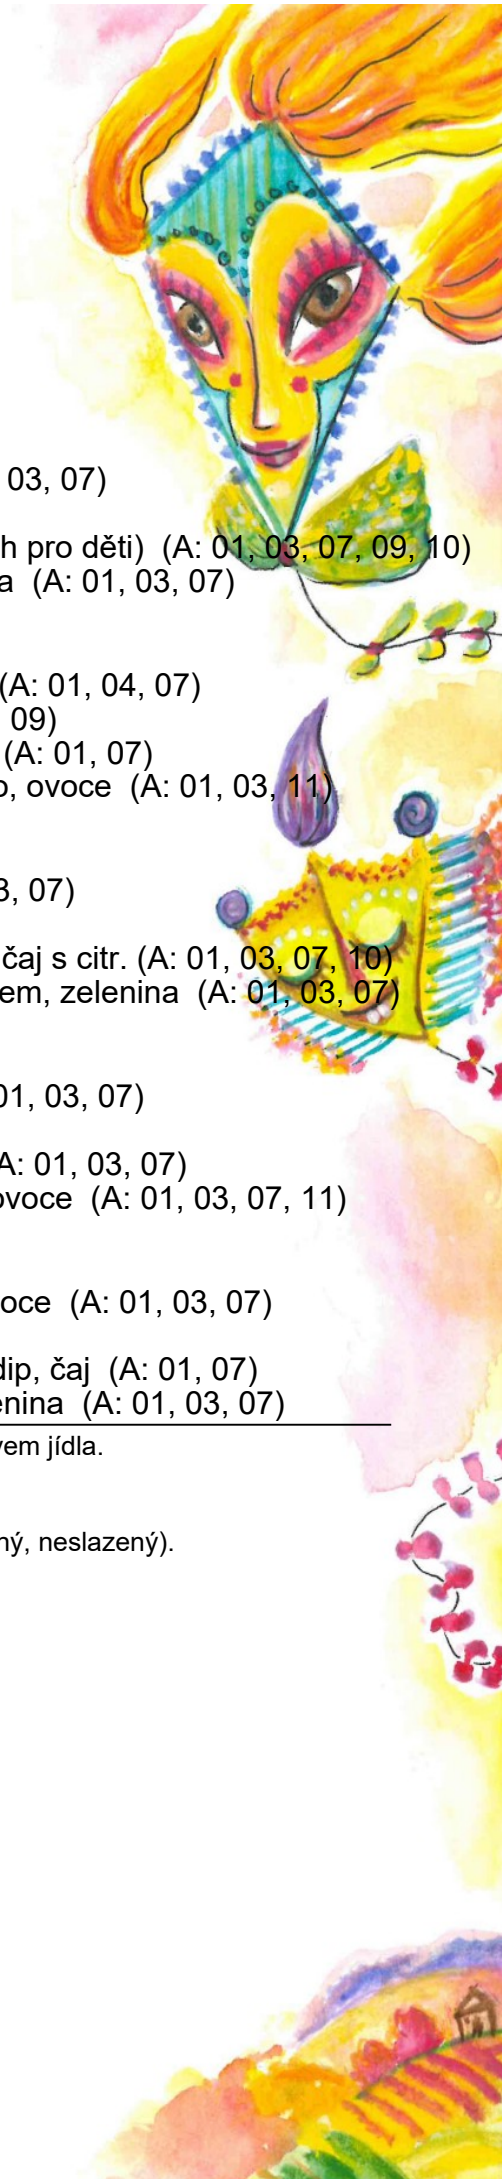 03, 07)
h pro děti) (A: 01, 03, 07, 09, 10)
a (A: 01, 03, 07)
(A: 01, 04, 07)
09)
(A: 01, 07)
o, ovoce (A: 01, 03, 11)
3, 07)
čaj s citr. (A: 01, 03, 07, 10)
em, zelenina (A: 01, 03, 07)
01, 03, 07)
A: 01, 03, 07)
ovoce (A: 01, 03, 07, 11)
oce (A: 01, 03, 07)
dip, čaj (A: 01, 07)
enina (A: 01, 03, 07)
vem jídla.
ný, neslazený).